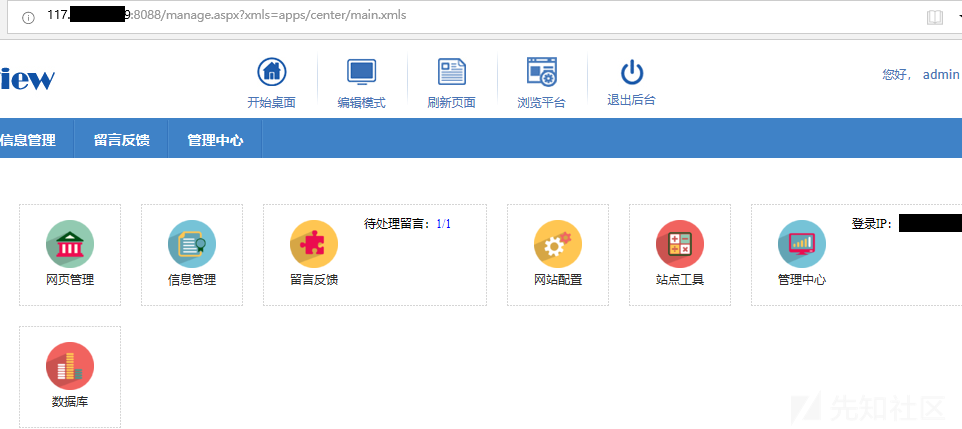 117.
9:8088/manage.aspx?xmls=apps/center/main.xmls
iew
开始桌面
编辑模式
刷新页面
浏览平台
退出后台
您好， admin
信息管理
留言反馈
管理中心
网页管理
信息管理
留言反馈
待处理留言：1/1
网站配置
站点工具
管理中心
登录IP：
数据库
先知社区